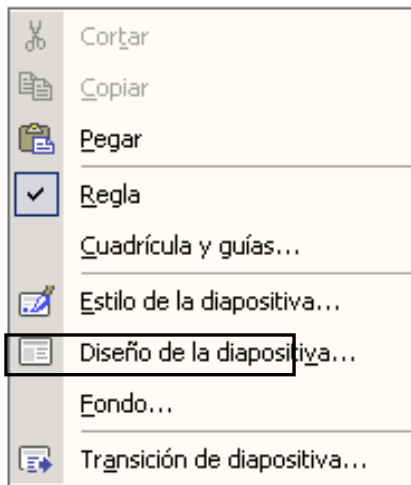 Cortar
Copiar
Pegar
Regla
Cuadrícula y guías...
Estilo de la diapositiva...
Diseño de la diapositiva...
Fondo...
Transición de diapositiva...